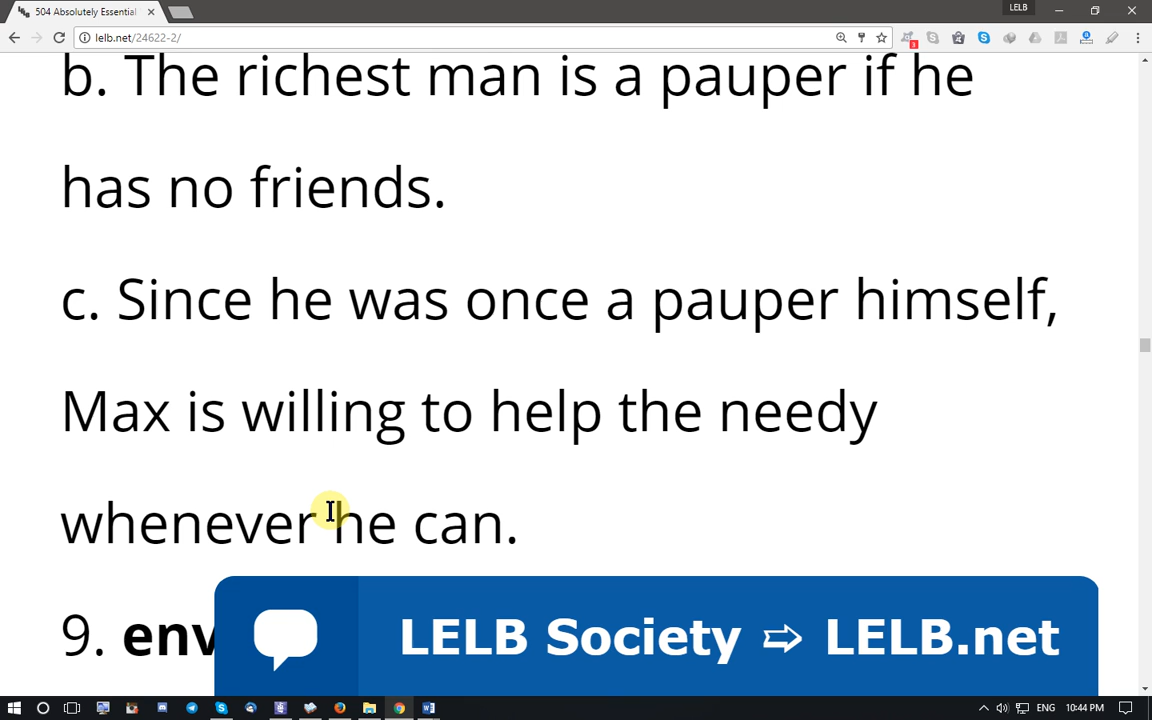 504 Absolutely Essential
LELB
lelb.net/24622-2/
b. The richest man is a pauper if he
has no friends.
c. Since he was once a pauper himself,
Max is willing to help the needy
whenever he can.
9. env
LELB Society ⇨ LELB.net
ENG 10:44 PM